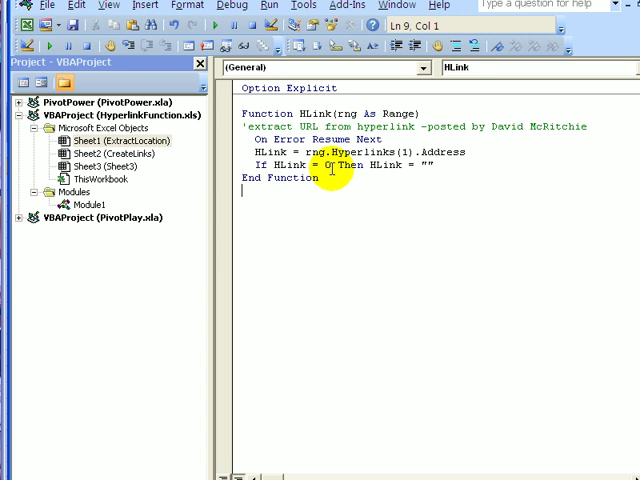 File Edit View Insert Format Debug Run Tools Add-Ins Window Help
Type a question for help
Ln 9, Col 1
Project - VBAProject
(General)
HLink
PivotPower (PivotPower.xla)
VBAProject (HyperlinkFunction.xls)
Microsoft Excel Objects
Sheet1 (ExtractLocation)
Sheet2 (CreateLinks)
Sheet3 (Sheet3)
ThisWorkbook
Modules
Module1
VBAProject (PivotPlay.xla)
Option Explicit
Function HLink(rng As Range)
'extract URL from hyperlink -posted by David McRitchie
On Error Resume Next
HLink = rng.Hyperlinks(1).Address
If HLink = 0 Then HLink = ""
End Function